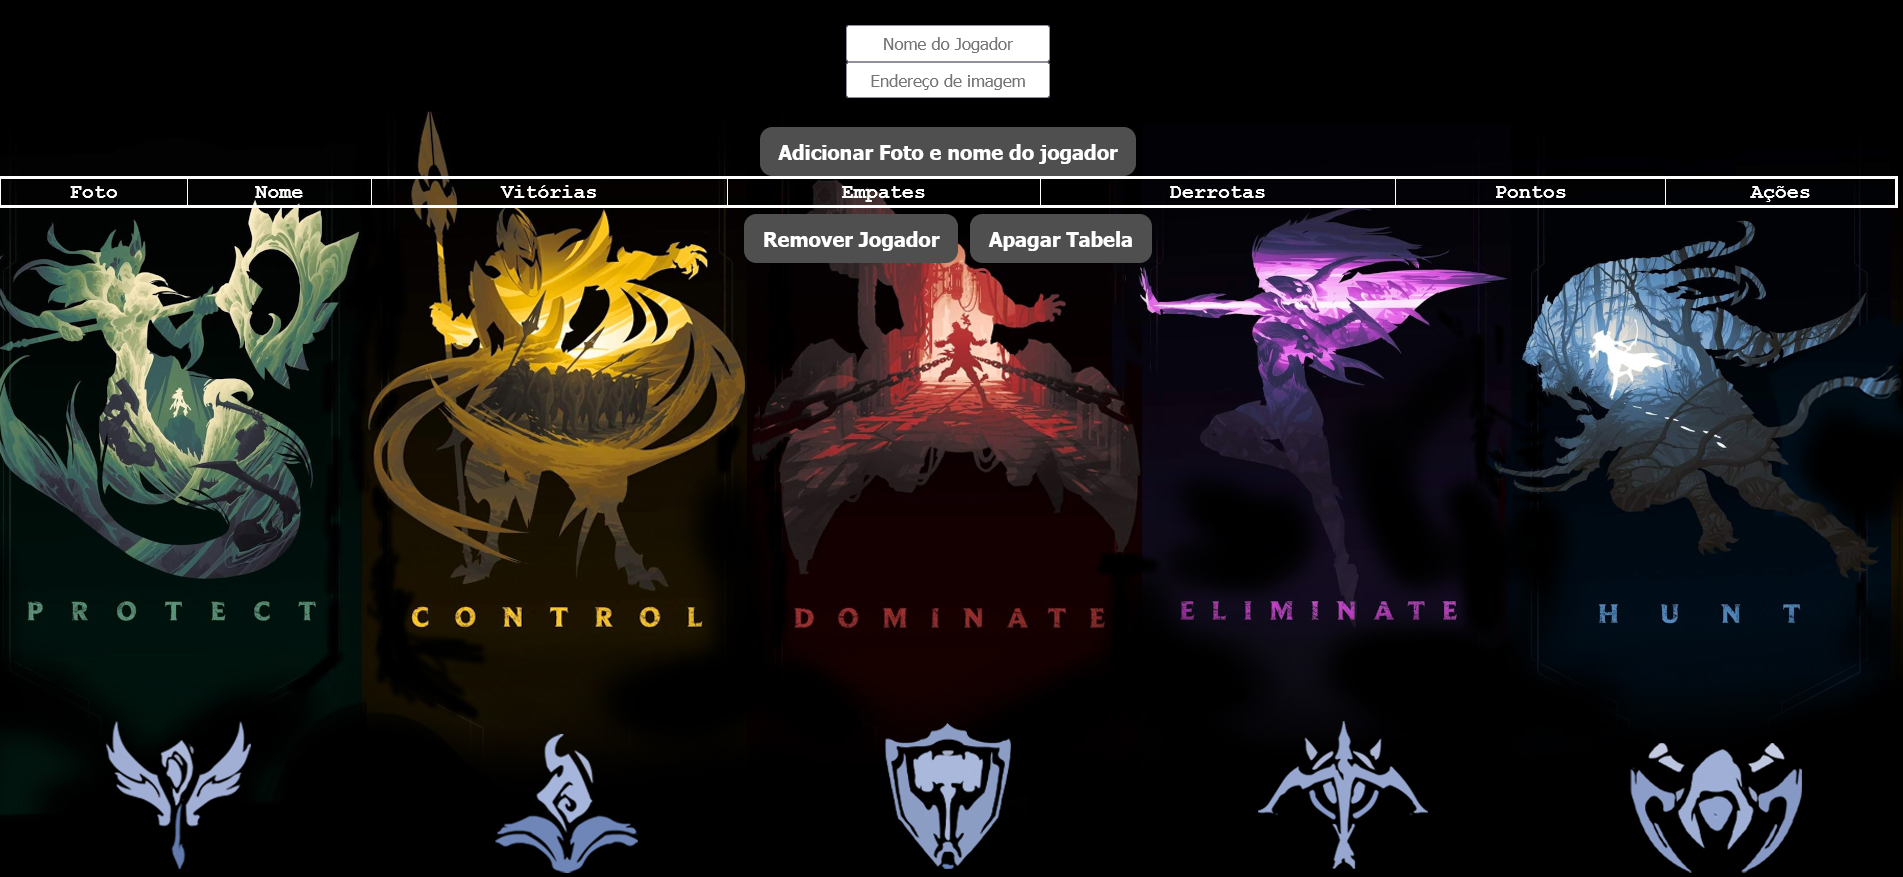 Nome do Jogador
Endereço de imagem
Adicionar Foto e nome do jogador
Foto Nome Vitórias Empates Derrotas Pontos Ações
Remover Jogador Apagar Tabela
PROTECT CONTROL DOMINATE ELIMINATE HUNT